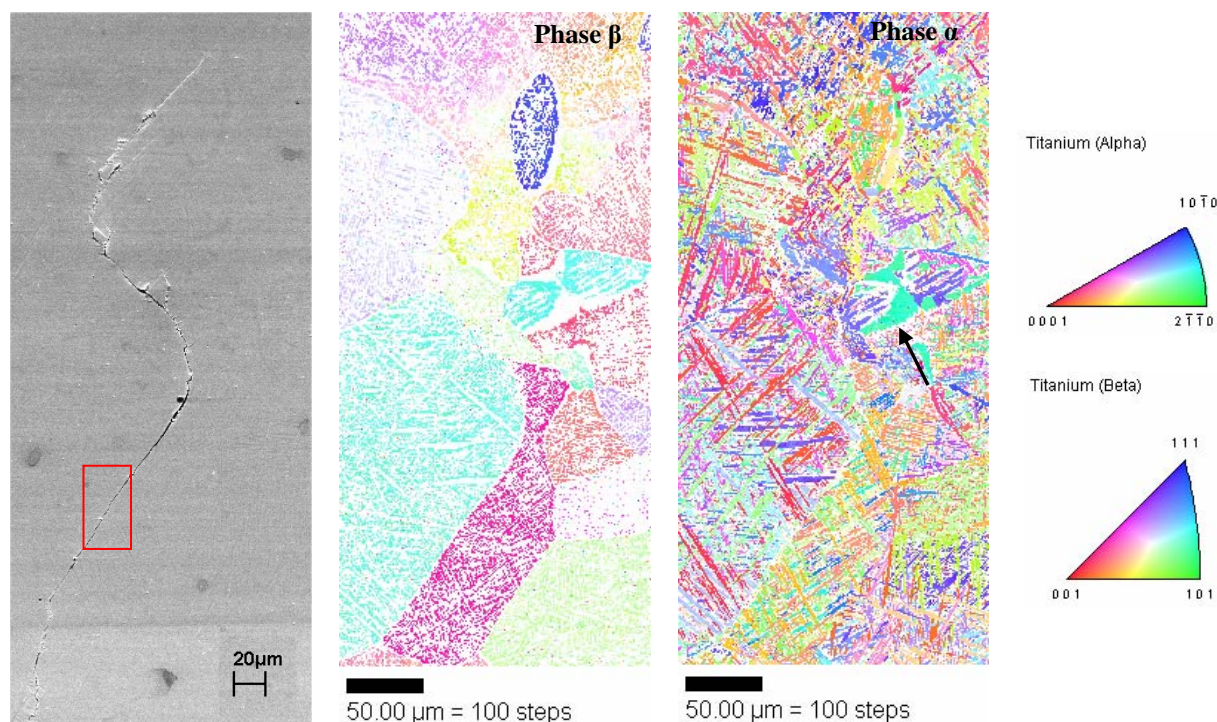 Phase β
Phase α
Titanium (Alpha)
10 1̄ 0
0001
2 1̄ 1̄ 0
Titanium (Beta)
111
001
101
20µm
50.00 µm = 100 steps
50.00 µm = 100 steps